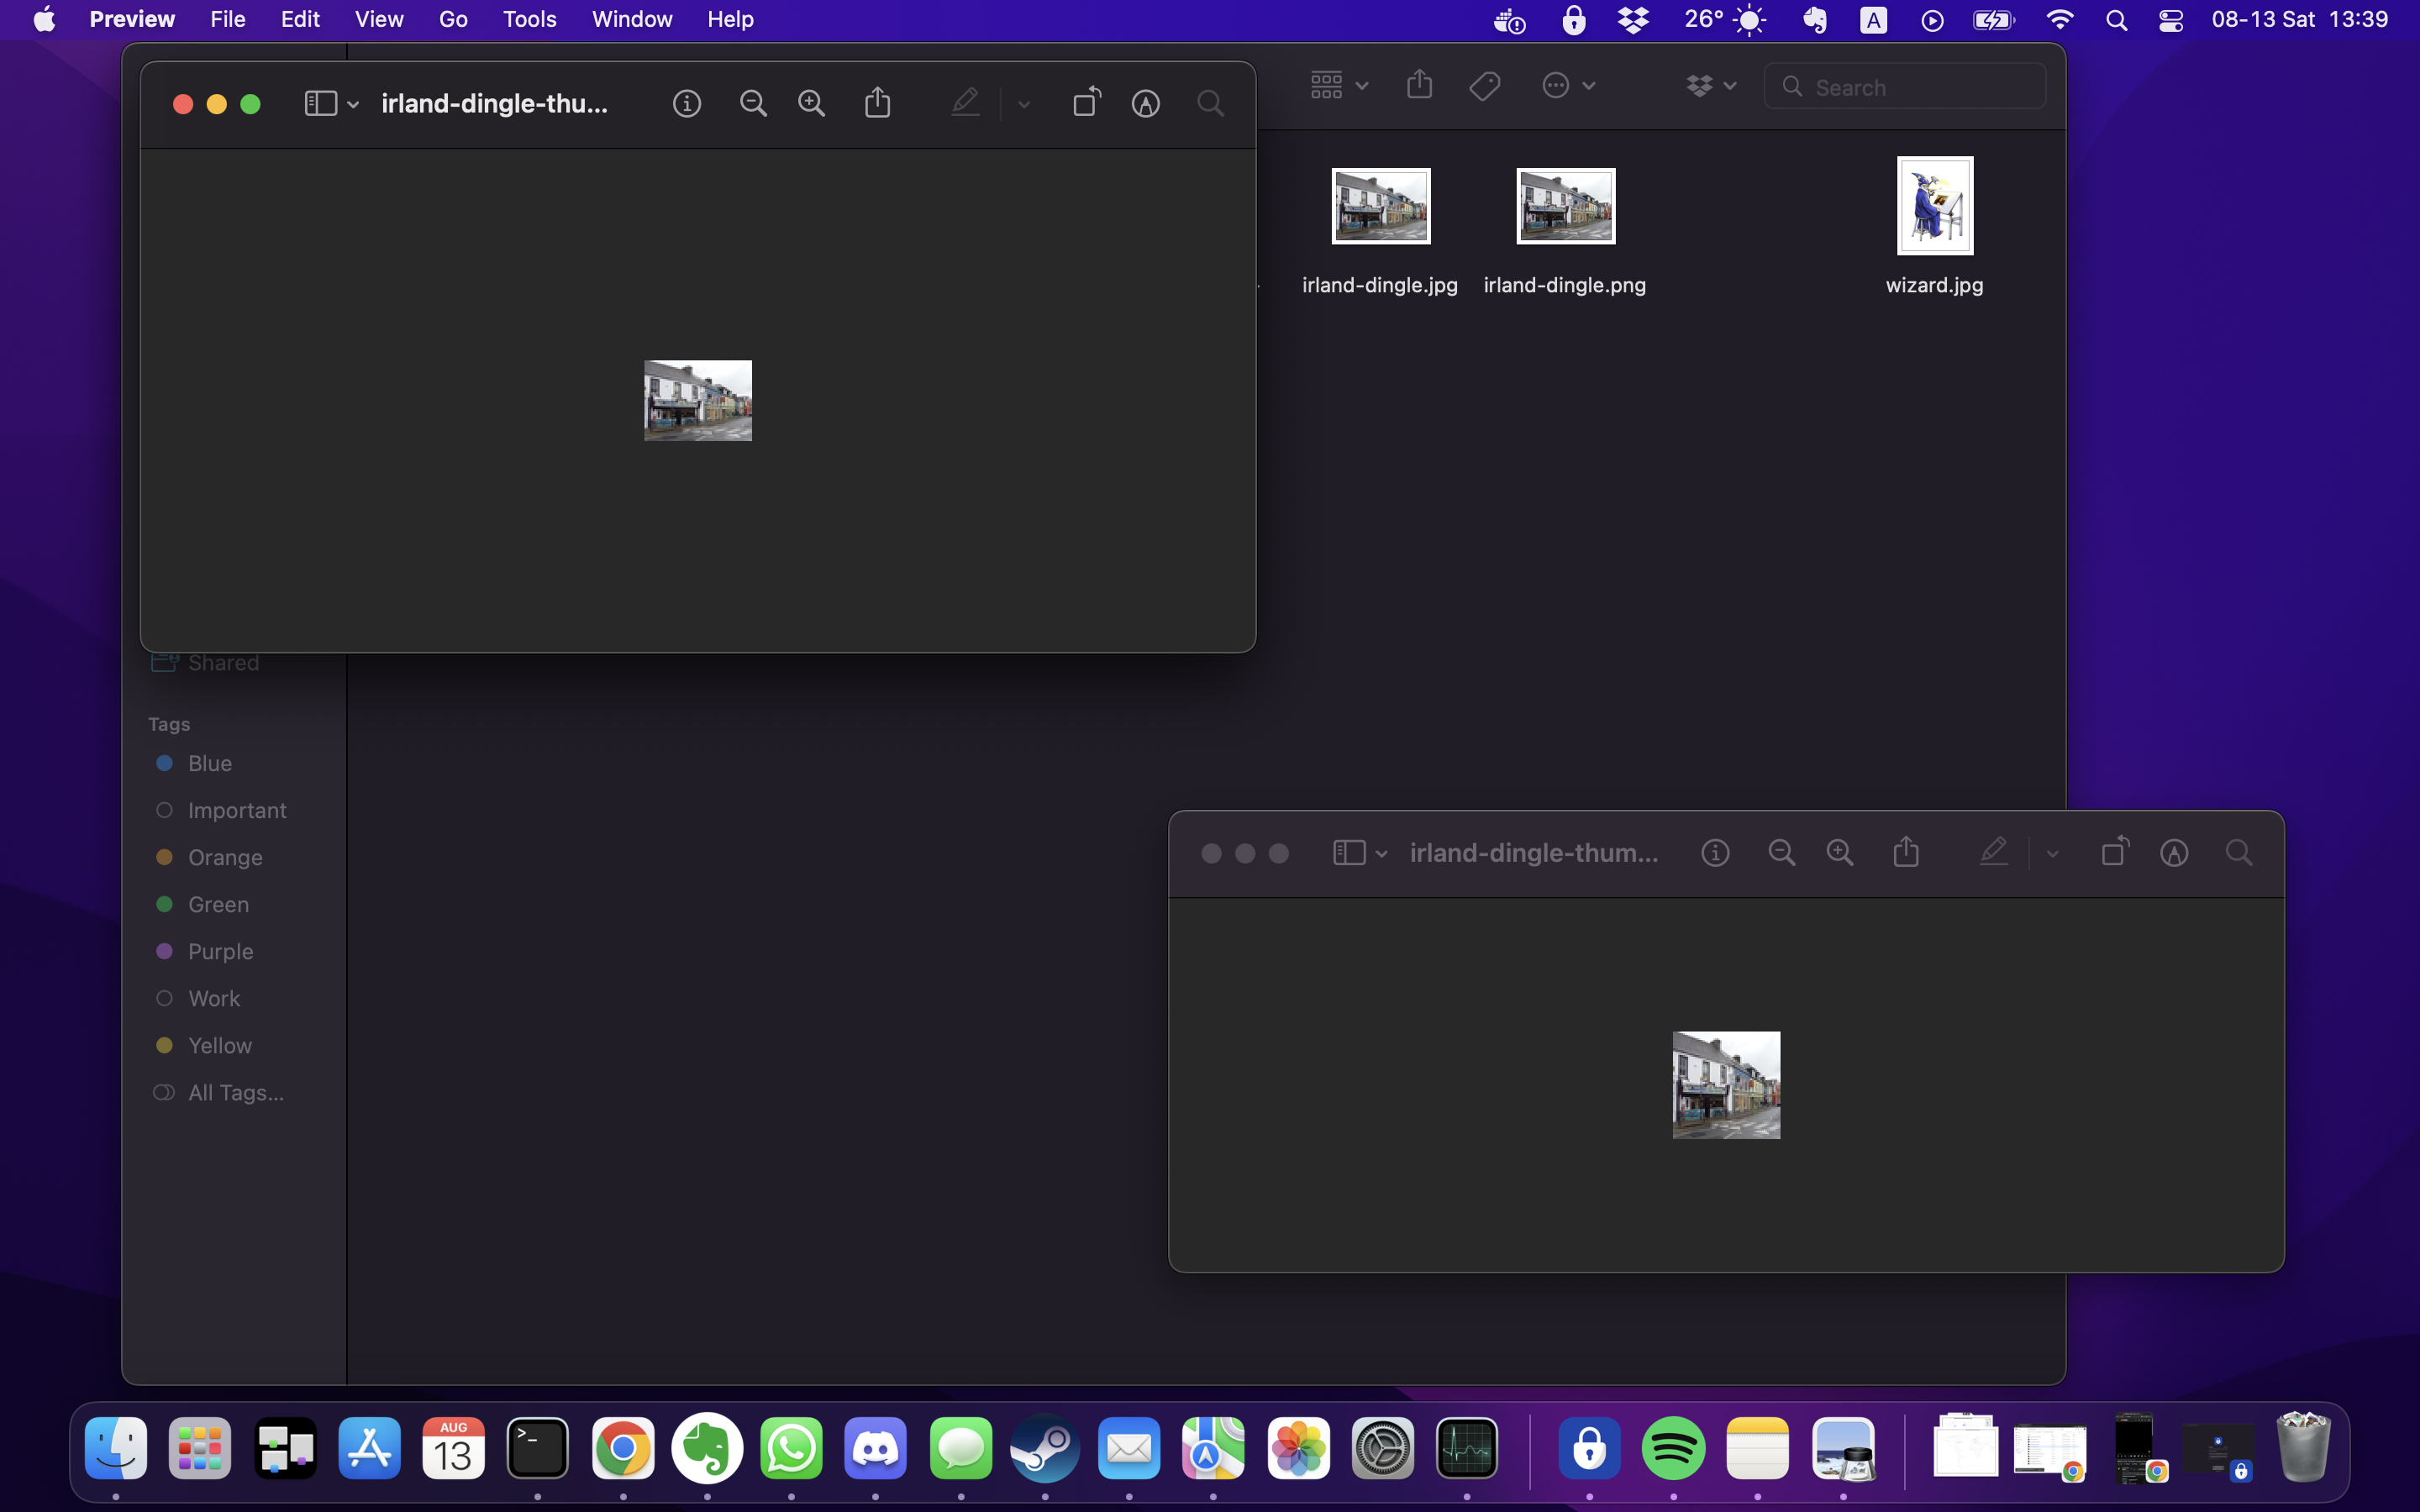 Preview File Edit View Go Tools Window Help 26° A 08-13 Sat 13:39
irland-dingle-thu...
Search
irland-dingle.jpg irland-dingle.png wizard.jpg
Shared
Tags
Blue
Important
Orange
Green
Purple
Work
Yellow
All Tags...
irland-dingle-thum...
AUG
13
>_